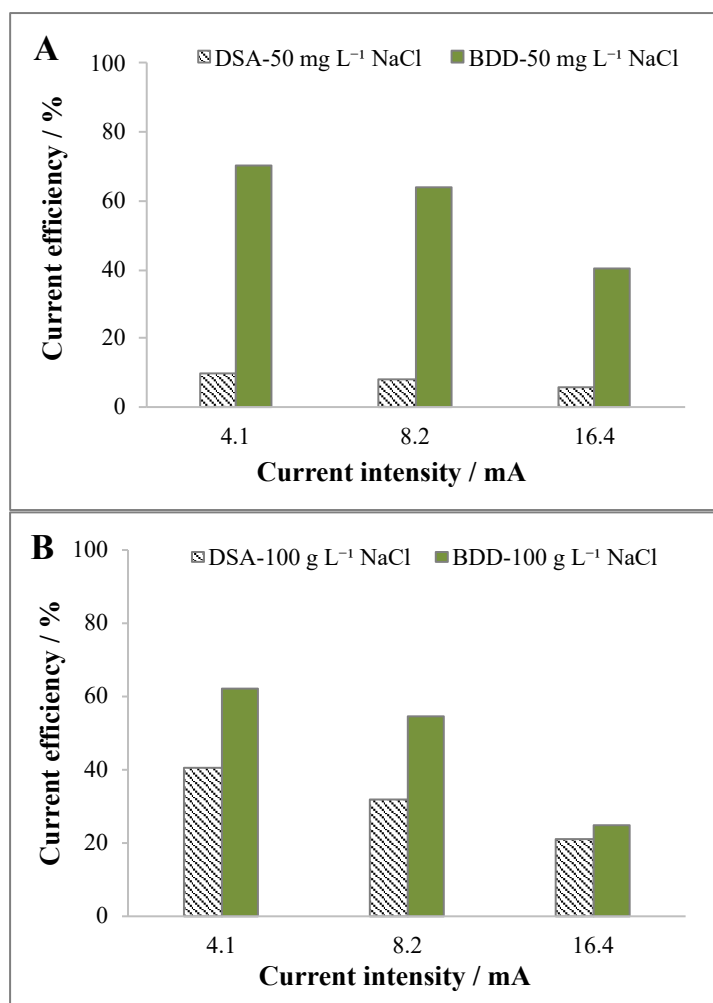 A
DSA-50 mg L⁻¹ NaCl BDD-50 mg L⁻¹ NaCl
100
80
60
40
20
0
Current efficiency / %
4.1 8.2 16.4
Current intensity / mA
B
DSA-100 g L⁻¹ NaCl BDD-100 g L⁻¹ NaCl
100
80
60
40
20
0
Current efficiency / %
4.1 8.2 16.4
Current intensity / mA